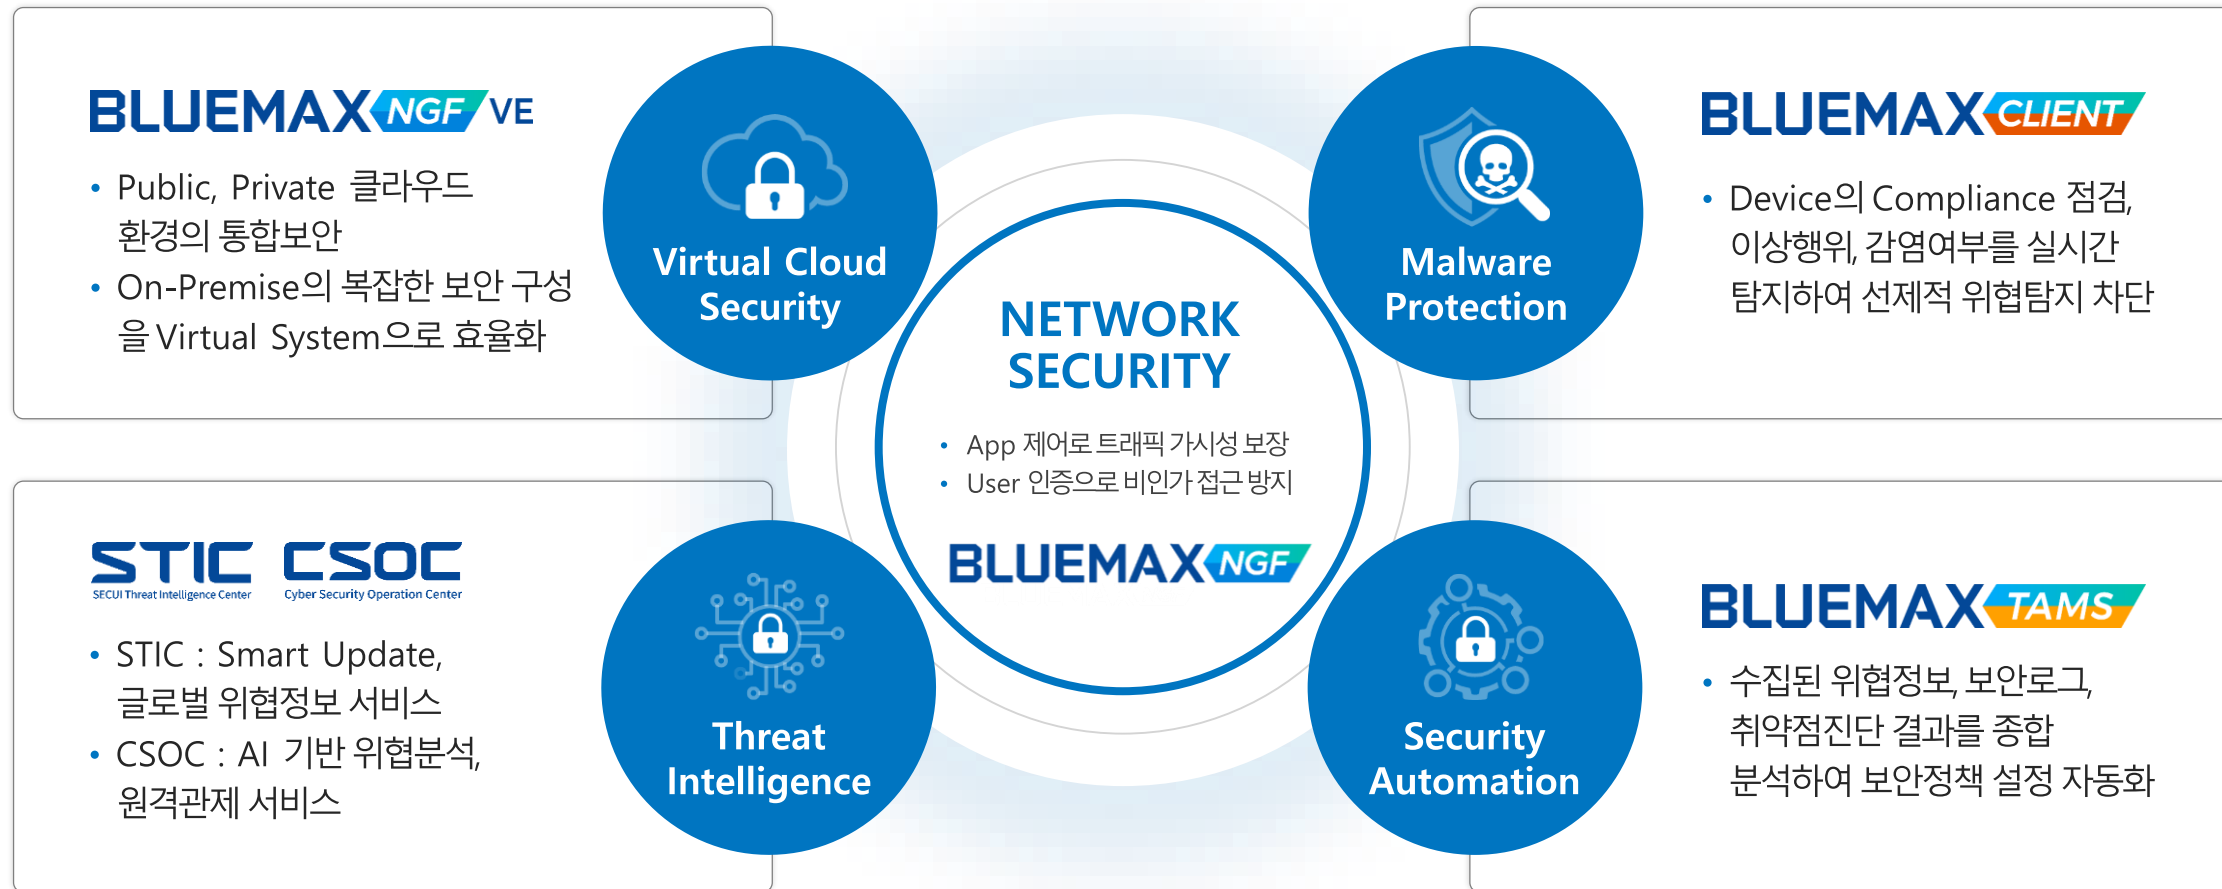 BLUEMAX NGF VE
• Public, Private 클라우드
환경의 통합보안
• On-Premise의 복잡한 보안 구성
을 Virtual System으로 효율화
Virtual Cloud
Security
NETWORK
SECURITY
• App 제어로 트래픽 가시성 보장
• User 인증으로 비인가 접근 방지
BLUEMAX NGF
Malware
Protection
BLUEMAX CLIENT
• Device의 Compliance 점검,
이상행위, 감염여부를 실시간
탐지하여 선제적 위협탐지 차단
STIC CSOC
SECUI Threat Intelligence Center Cyber Security Operation Center
• STIC : Smart Update,
글로벌 위협정보 서비스
• CSOC : AI 기반 위협분석,
원격관제 서비스
Threat
Intelligence
Security
Automation
BLUEMAX TAMS
• 수집된 위협정보, 보안로그,
취약점진단 결과를 종합
분석하여 보안정책 설정 자동화